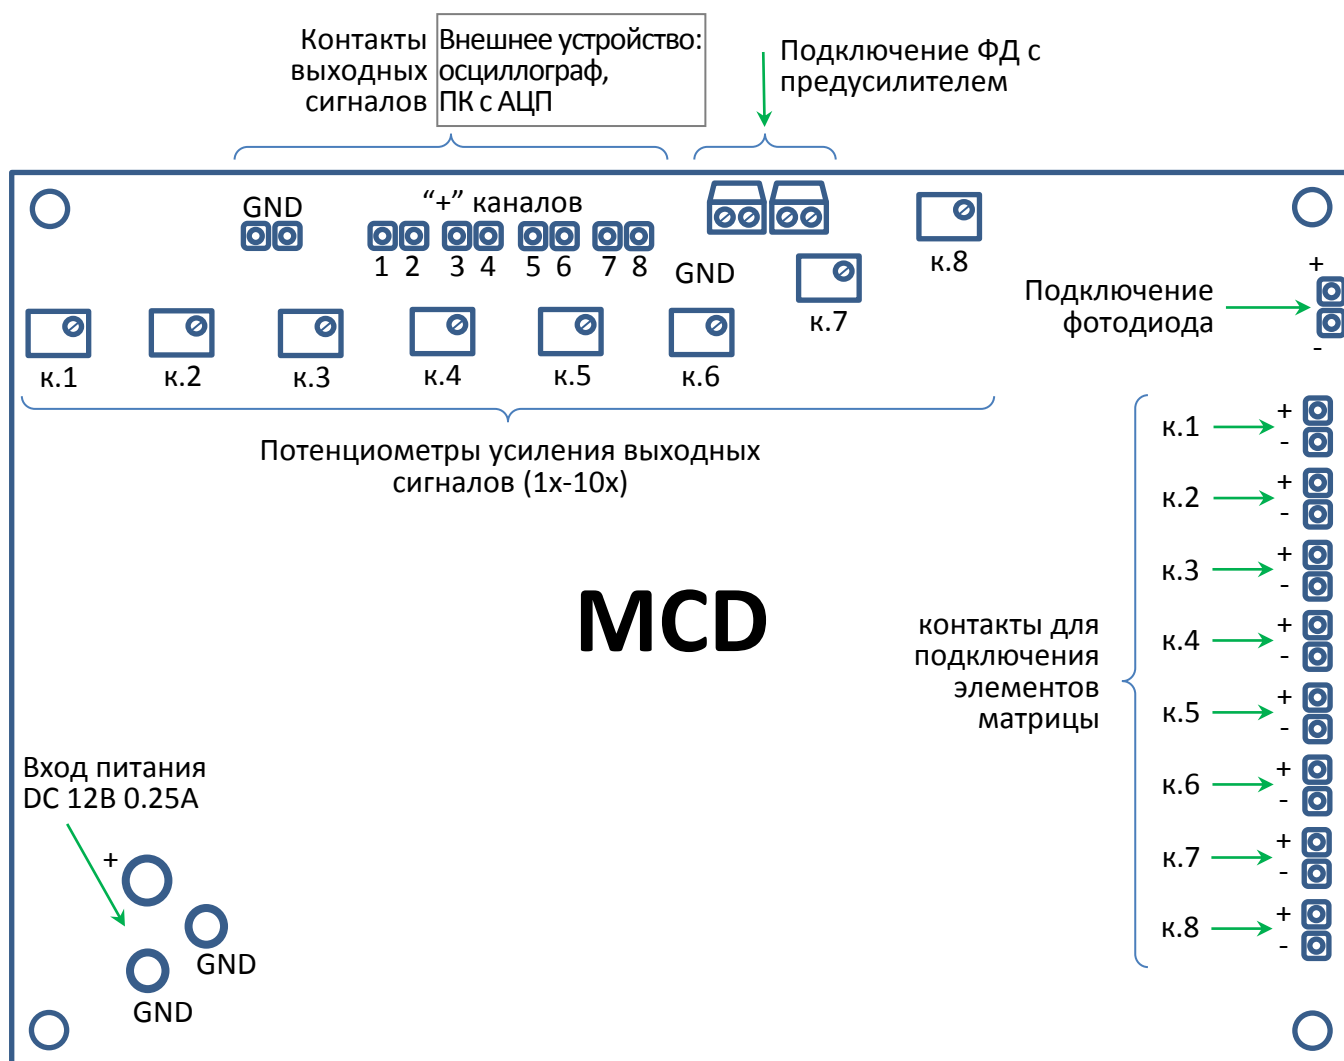 Контакты
выходных
сигналов
Внешнее устройство:
осциллограф,
ПК с АЦП
Подключение ФД с
предусилителем
GND
“+” каналов
1 2 3 4 5 6 7 8
GND
к.8
к.7
к.1 к.2 к.3 к.4 к.5 к.6
Потенциометры усиления выходных
сигналов (1х-10х)
Подключение
фотодиода
+
-
MCD
контакты для
подключения
элементов
матрицы
к.1 +
-
к.2 +
-
к.3 +
-
к.4 +
-
к.5 +
-
к.6 +
-
к.7 +
-
к.8 +
-
Вход питания
DC 12В 0.25А
+
GND
GND